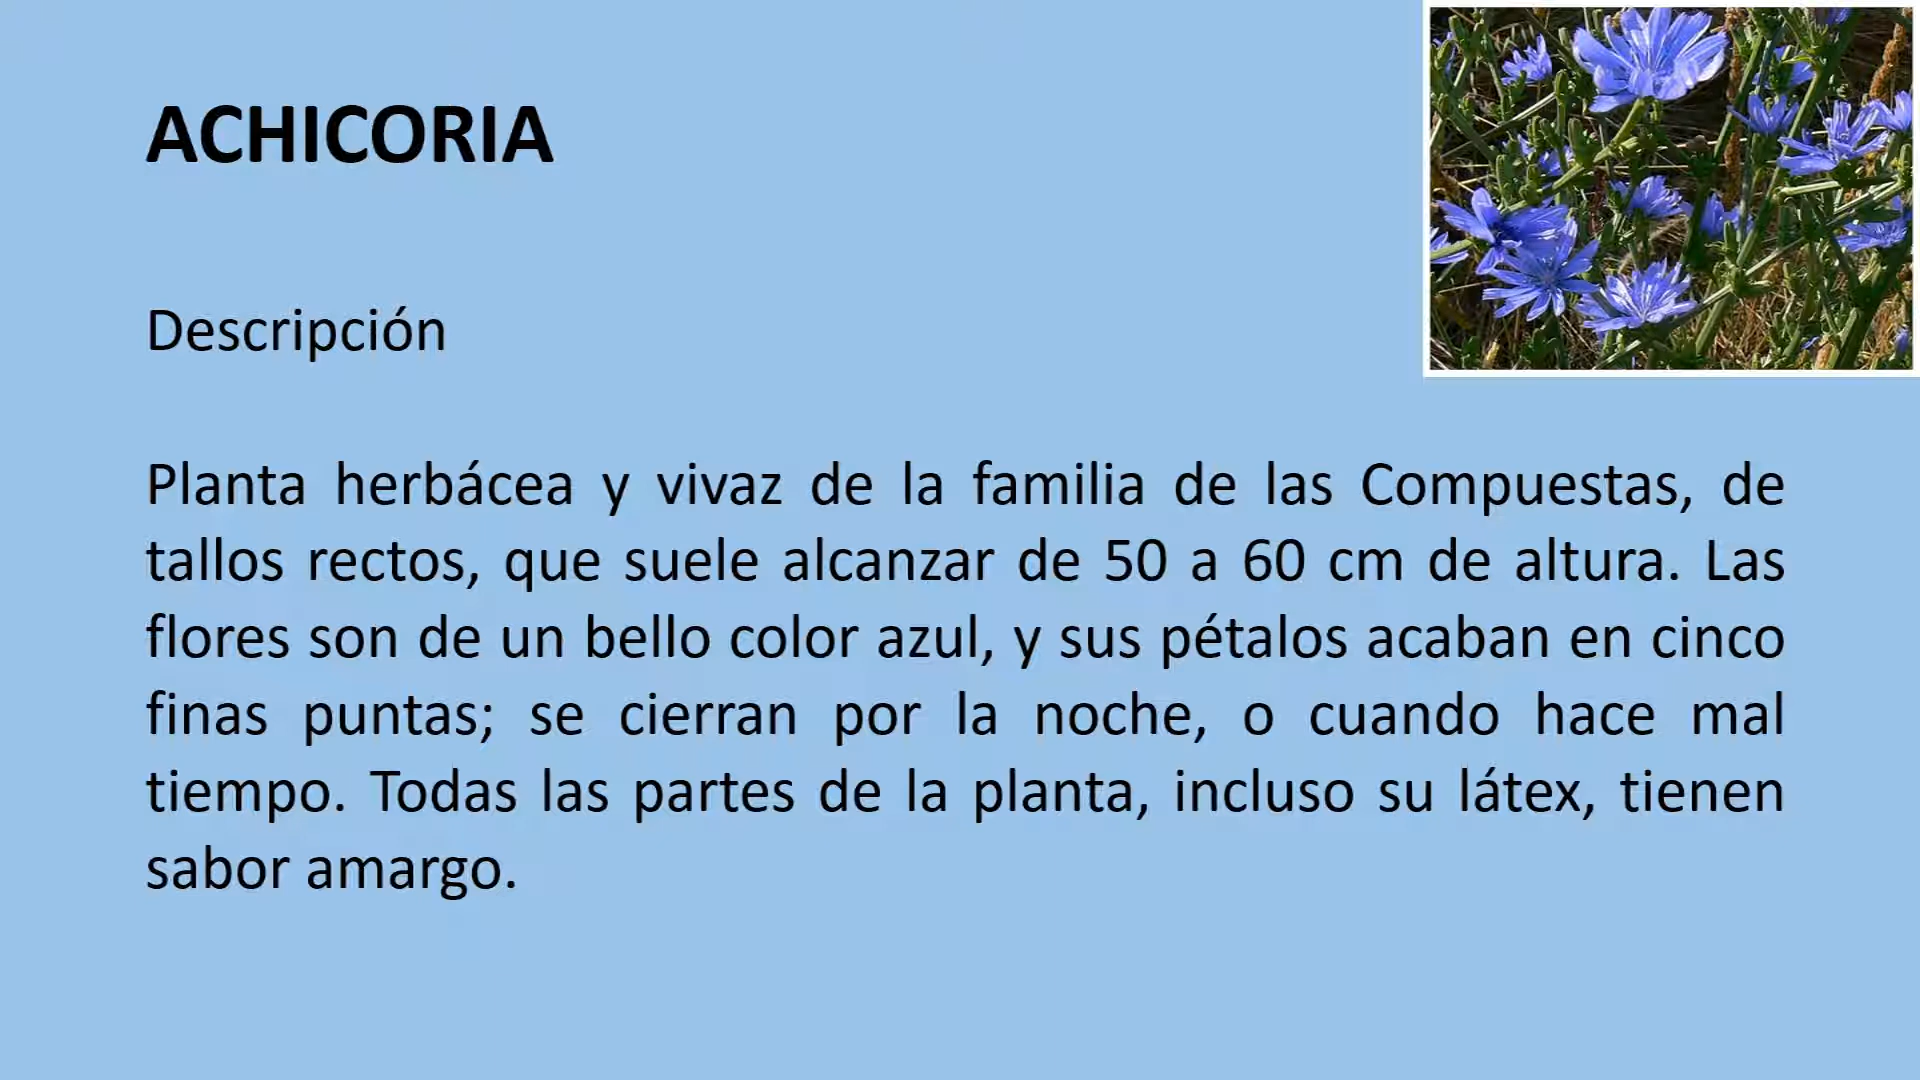 ACHICORIA
Descripción
Planta herbácea y vivaz de la familia de las Compuestas, de
tallos rectos, que suele alcanzar de 50 a 60 cm de altura. Las
flores son de un bello color azul, y sus pétalos acaban en cinco
finas puntas; se cierran por la noche, o cuando hace mal
tiempo. Todas las partes de la planta, incluso su látex, tienen
sabor amargo.